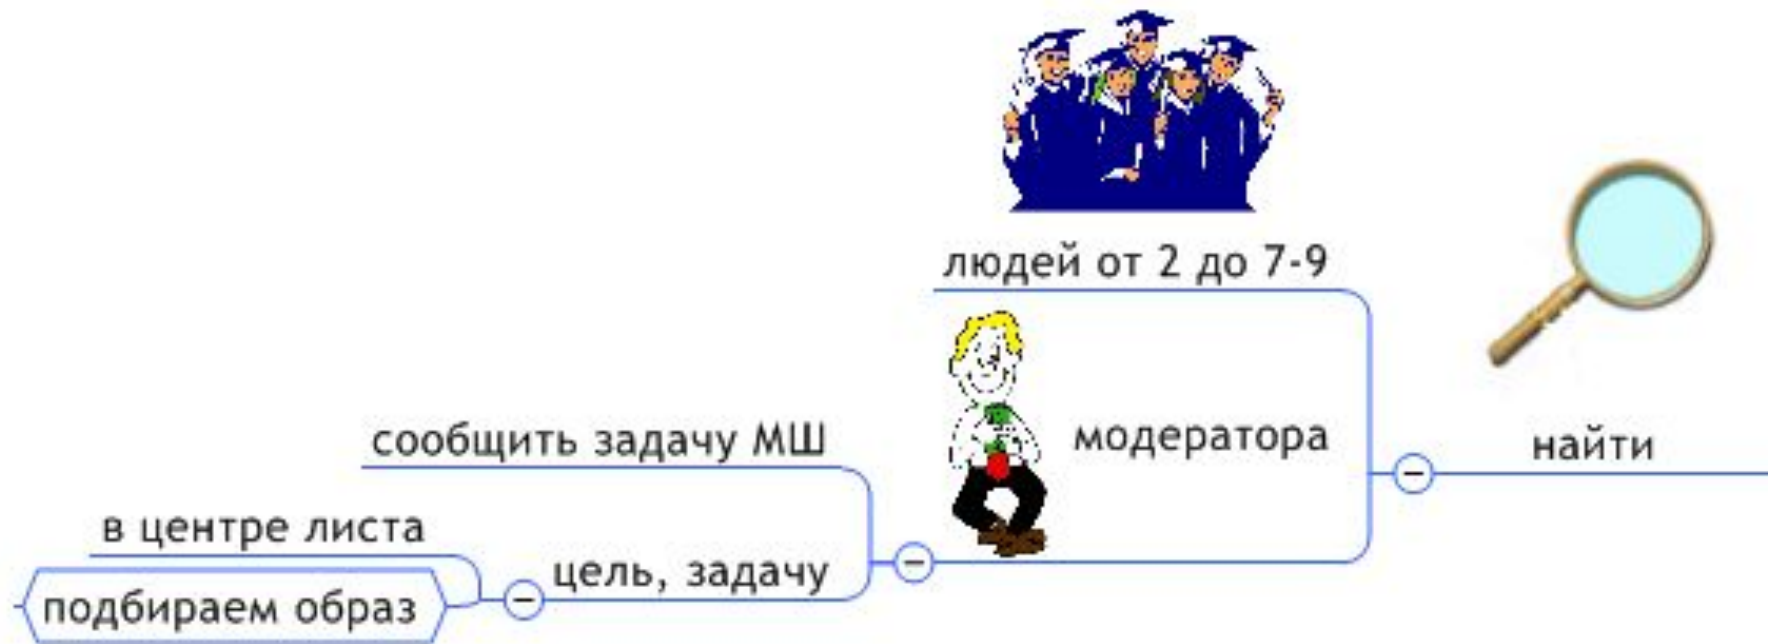 людей от 2 до 7-9
модератора
найти
сообщить задачу МШ
в центре листа
цель, задачу
подбираем образ